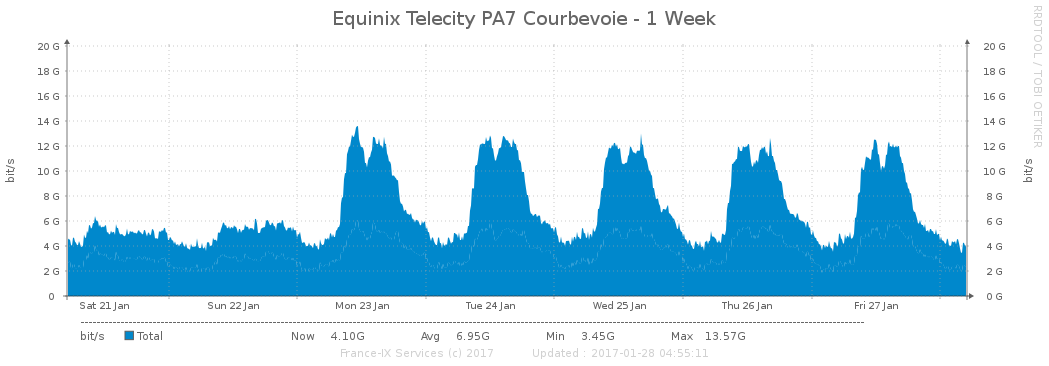 Equinix Telecity PA7 Courbevoie - 1 Week
RRDTOOL / TOBI OETIKER
20 G 20 G
18 G 18 G
16 G 16 G
14 G 14 G
12 G 12 G
10 G 10 G
8 G 8 G
6 G 6 G
4 G 4 G
2 G 2 G
0 0 G
bit/s
bit/s
Sat 21 Jan Sun 22 Jan Mon 23 Jan Tue 24 Jan Wed 25 Jan Thu 26 Jan Fri 27 Jan
bit/s Total Now 4.10G Avg 6.95G Min 3.45G Max 13.57G
France-IX Services (c) 2017 Updated : 2017-01-28 04:55:11